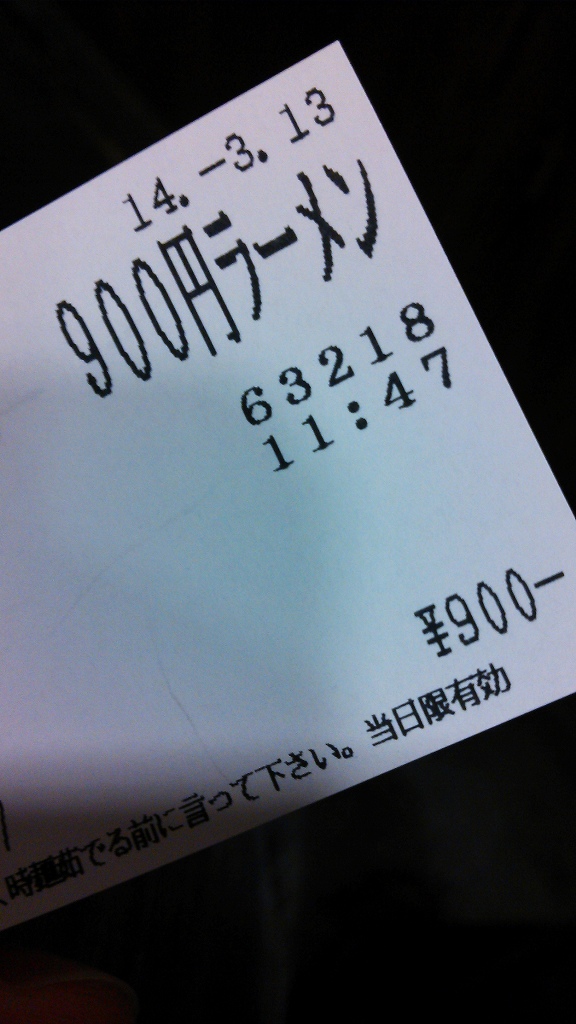 14.-3.13
900円ラーメン
63218
11:47
¥900-
時麺茹でる前に言って下さい。当日限有効